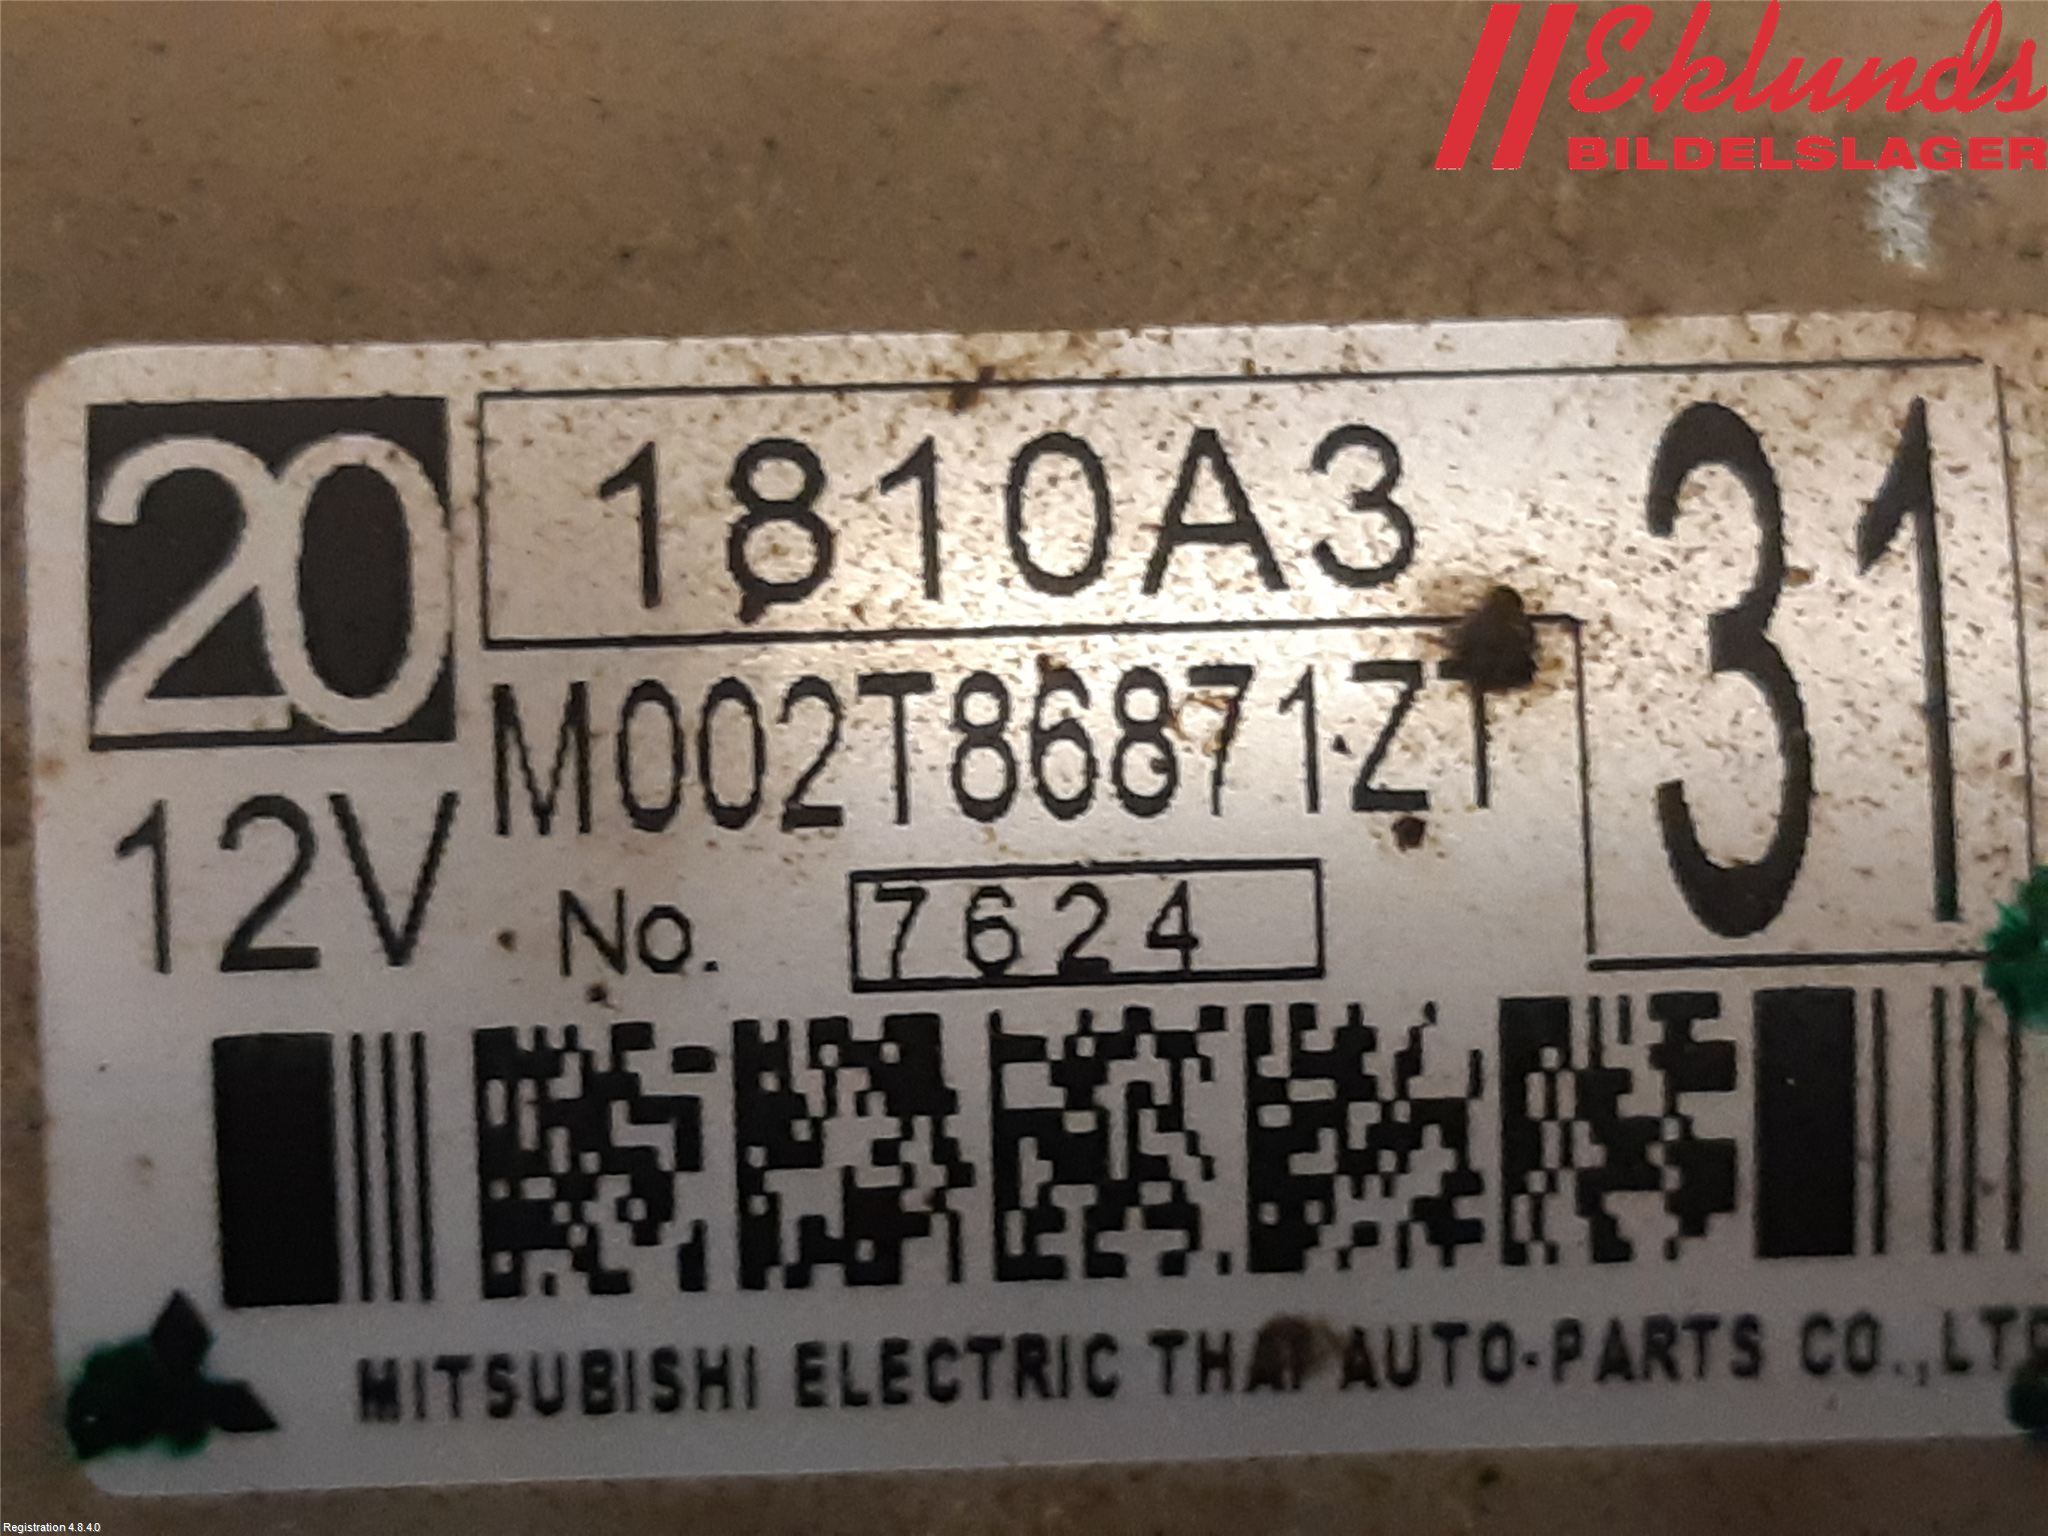 Eklunds
BILDELSLAGER
20
1810A3
31
M002T86871ZT
12V
No. 7624
MITSUBISHI ELECTRIC THAI AUTO-PARTS CO.,LTD
Registration 4.8.4.0